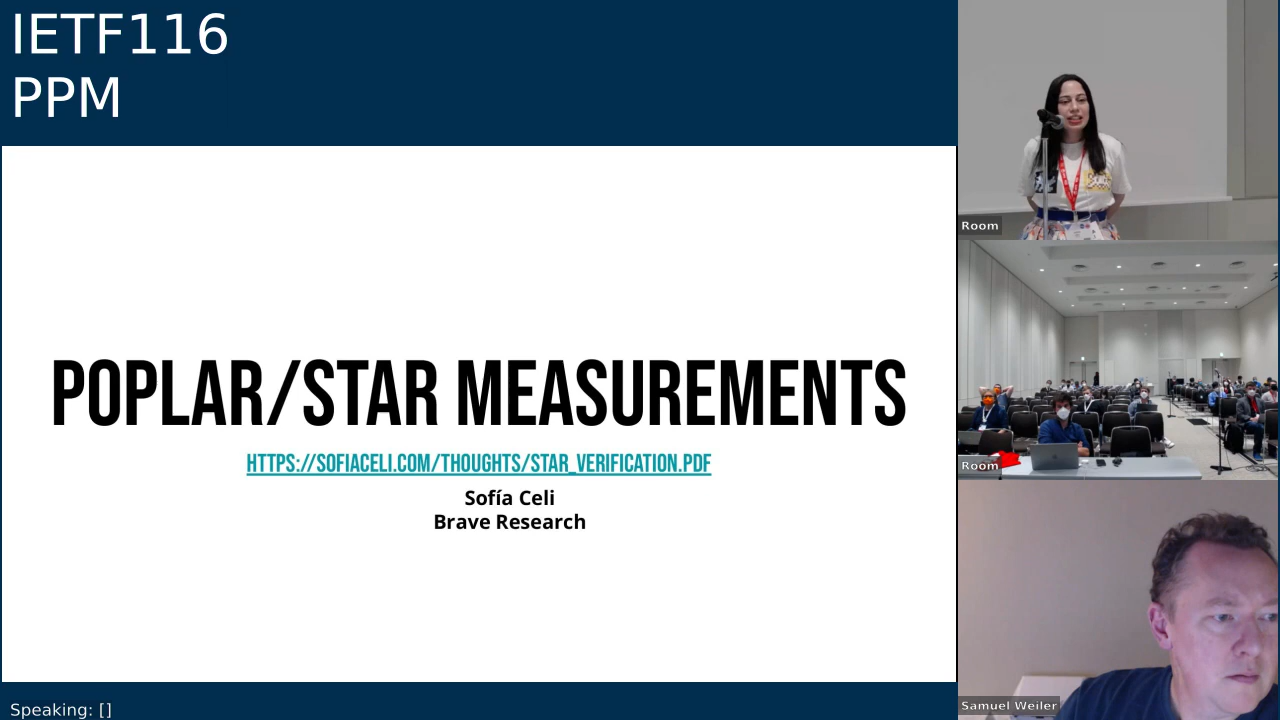 IETF116
PPM
POPLAR/STAR MEASUREMENTS
HTTPS://SOFIACELI.COM/THOUGHTS/STAR_VERIFICATION.PDF
Sofía Celi
Brave Research
Room
Room
Samuel Weiler
Speaking: []